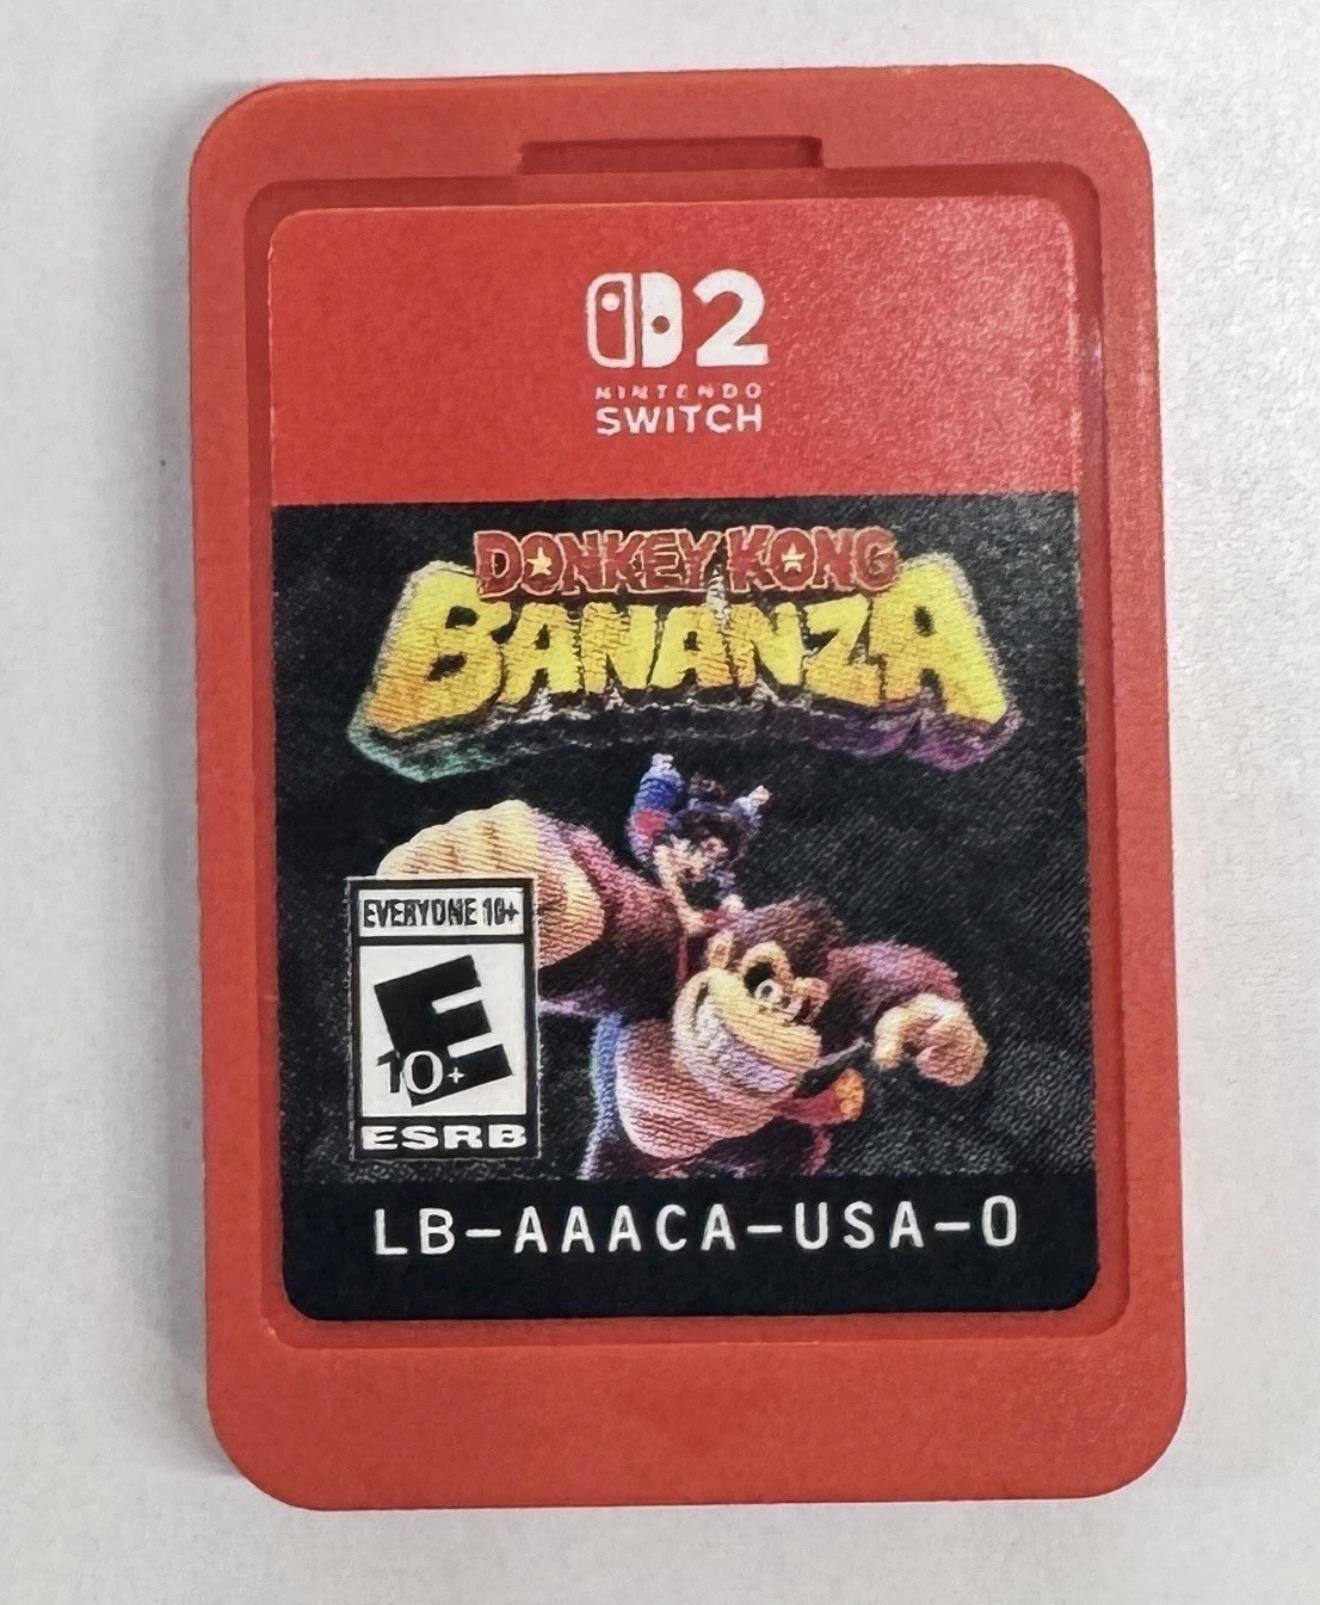 2
NINTENDO
SWITCH
DONKEY KONG
BANANZA
EVERYONE 10+
E
10+
ESRB
LB-AAACA-USA-0